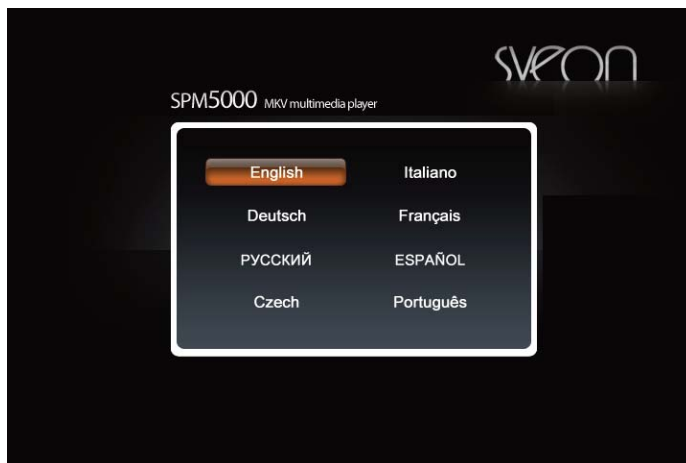 sveon
SPM5000 MKV multimedia player
English Italiano
Deutsch Français
РУССКИЙ ESPAÑOL
Czech Português